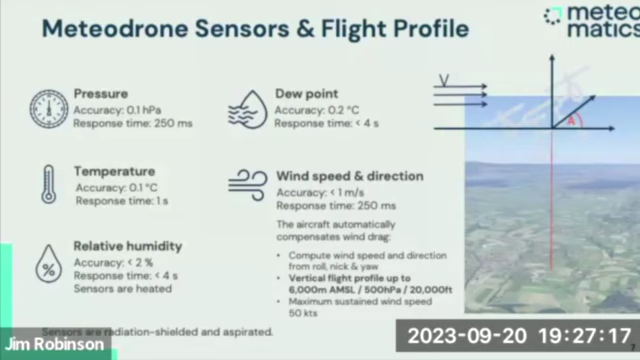 Meteodrone Sensors & Flight Profile
meteo
matics
Pressure
Accuracy: 0.1 hPa
Response time: 250 ms
Dew point
Accuracy: 0.2 °C
Response time: < 4 s
V
A
Temperature
Accuracy: 0.1 °C
Response time: 1 s
Wind speed & direction
Accuracy: < 1 m/s
Response time: 250 ms
The aircraft automatically
compensates wind drag:
• Compute wind speed and direction
from roll, nick & yaw
• Vertical flight profile up to
6,000m AMSL / 500hPa / 20,000ft
• Maximum sustained wind speed
50 kts
Relative humidity
Accuracy: < 2 %
Response time: < 4 s
Sensors are heated
%
Sensors are radiation-shielded and aspirated.
Jim Robinson
2023-09-20 19:27:17
7